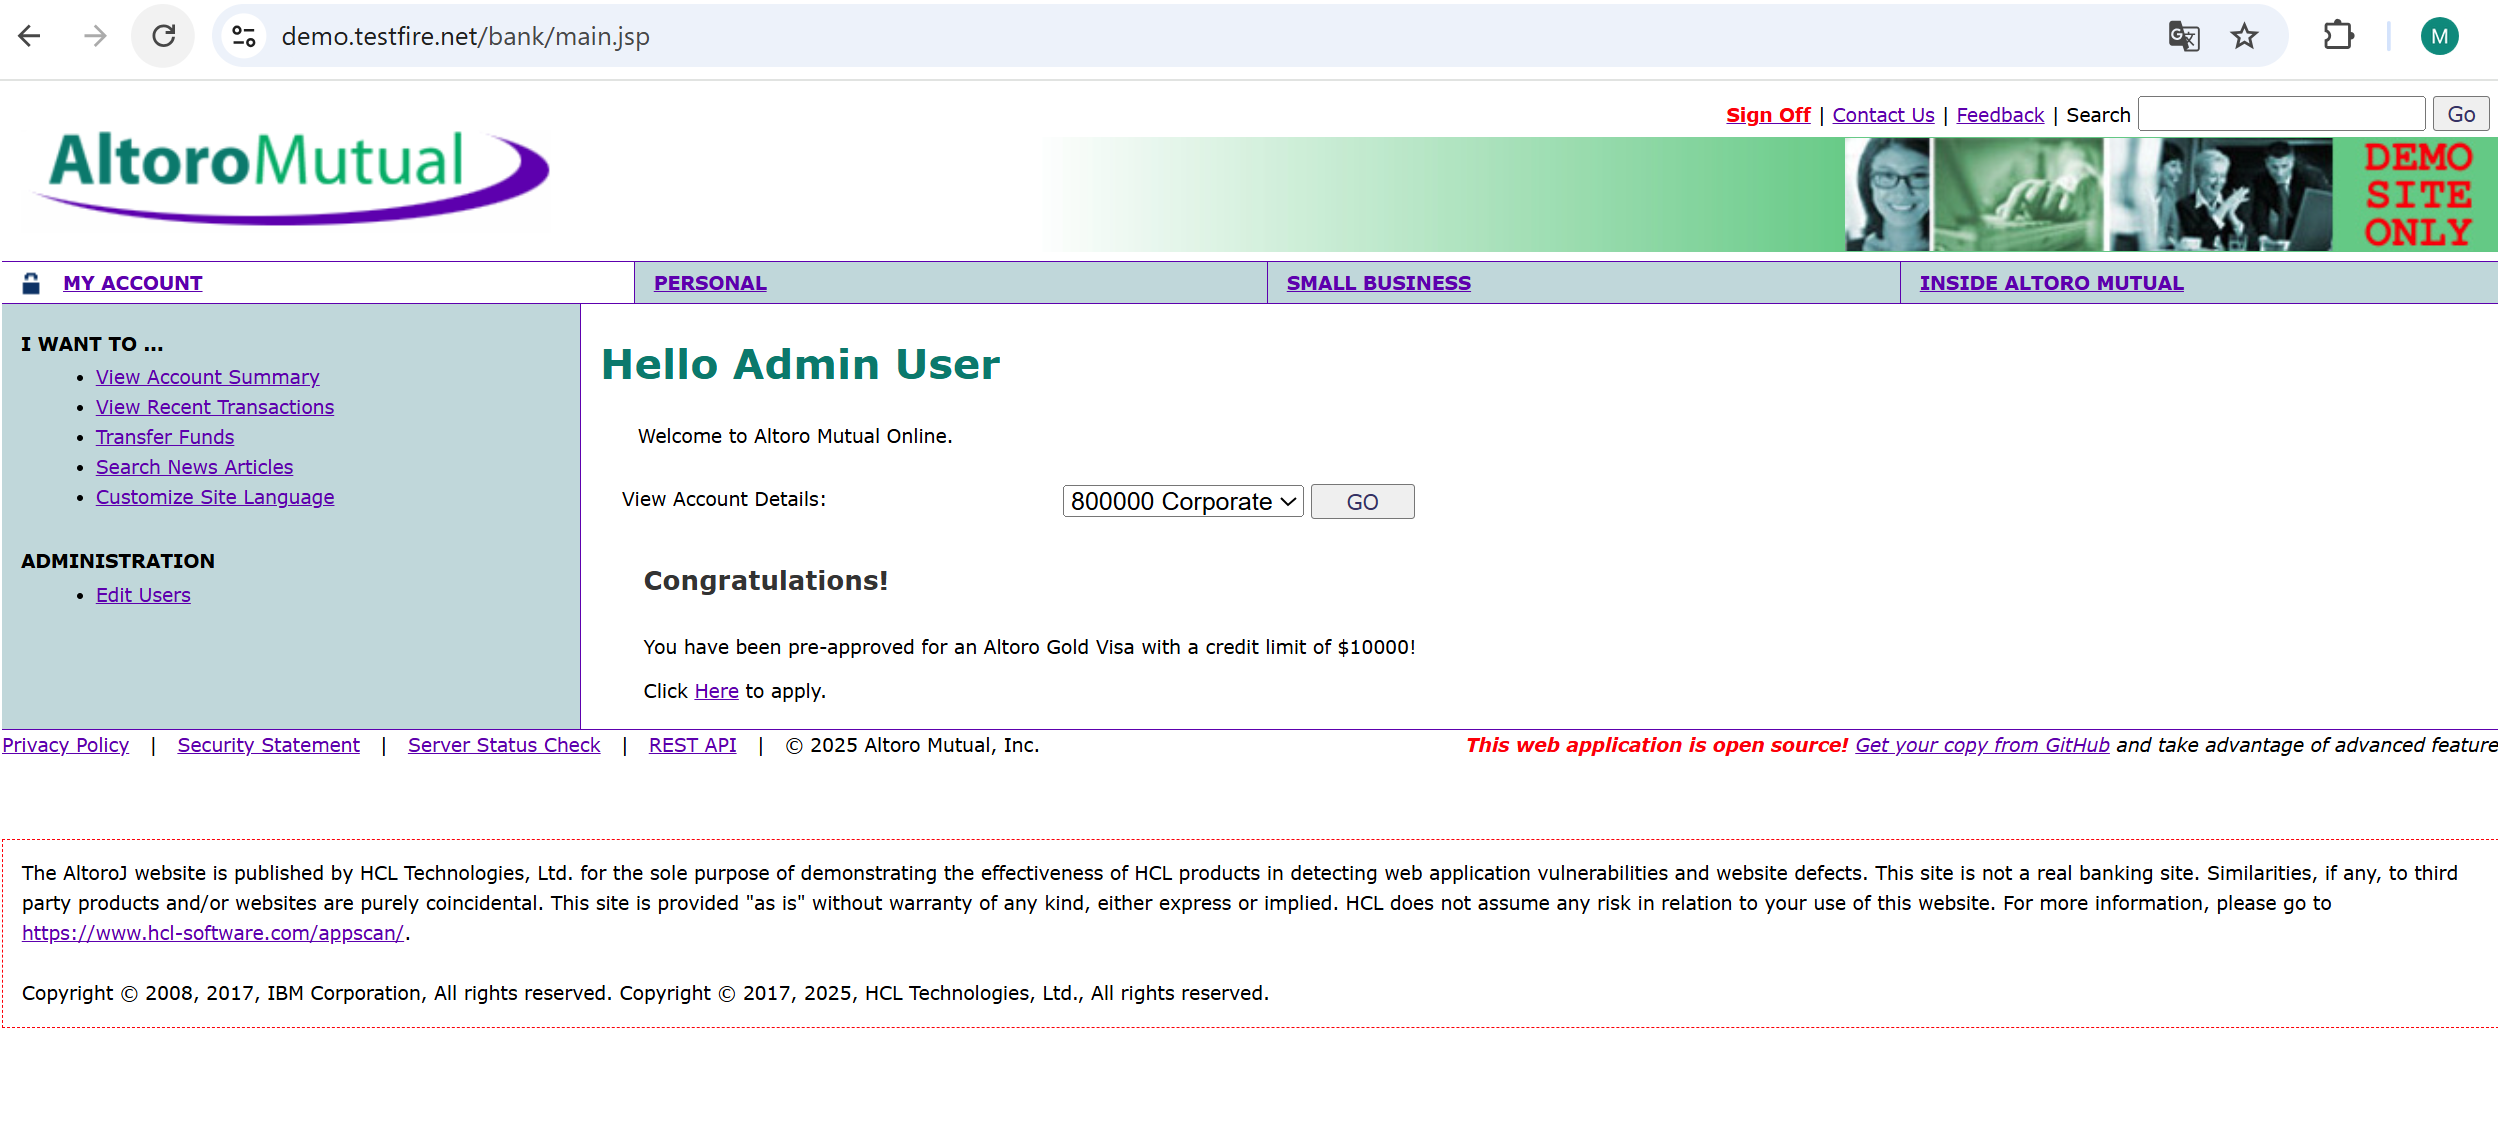 demo.testfire.net/bank/main.jsp
M
Sign Off | Contact Us | Feedback | Search Go
AltoroMutual
DEMO
SITE
ONLY
MY ACCOUNT
PERSONAL
SMALL BUSINESS
INSIDE ALTORO MUTUAL
I WANT TO ...
• View Account Summary
• View Recent Transactions
• Transfer Funds
• Search News Articles
• Customize Site Language
ADMINISTRATION
• Edit Users
Hello Admin User
Welcome to Altoro Mutual Online.
View Account Details: 800000 Corporate GO
Congratulations!
You have been pre-approved for an Altoro Gold Visa with a credit limit of $10000!
Click Here to apply.
Privacy Policy | Security Statement | Server Status Check | REST API | © 2025 Altoro Mutual, Inc.
This web application is open source! Get your copy from GitHub and take advantage of advanced feature
The AltoroJ website is published by HCL Technologies, Ltd. for the sole purpose of demonstrating the effectiveness of HCL products in detecting web application vulnerabilities and website defects. This site is not a real banking site. Similarities, if any, to third
party products and/or websites are purely coincidental. This site is provided "as is" without warranty of any kind, either express or implied. HCL does not assume any risk in relation to your use of this website. For more information, please go to
https://www.hcl-software.com/appscan/.
Copyright © 2008, 2017, IBM Corporation, All rights reserved. Copyright © 2017, 2025, HCL Technologies, Ltd., All rights reserved.